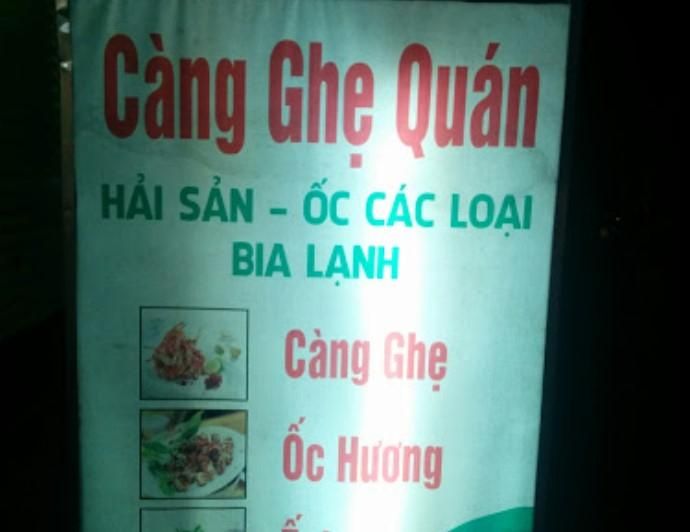 Càng Ghẹ Quán
HẢI SẢN - ỐC CÁC LOẠI
BIA LẠNH
Càng Ghẹ
Ốc Hương